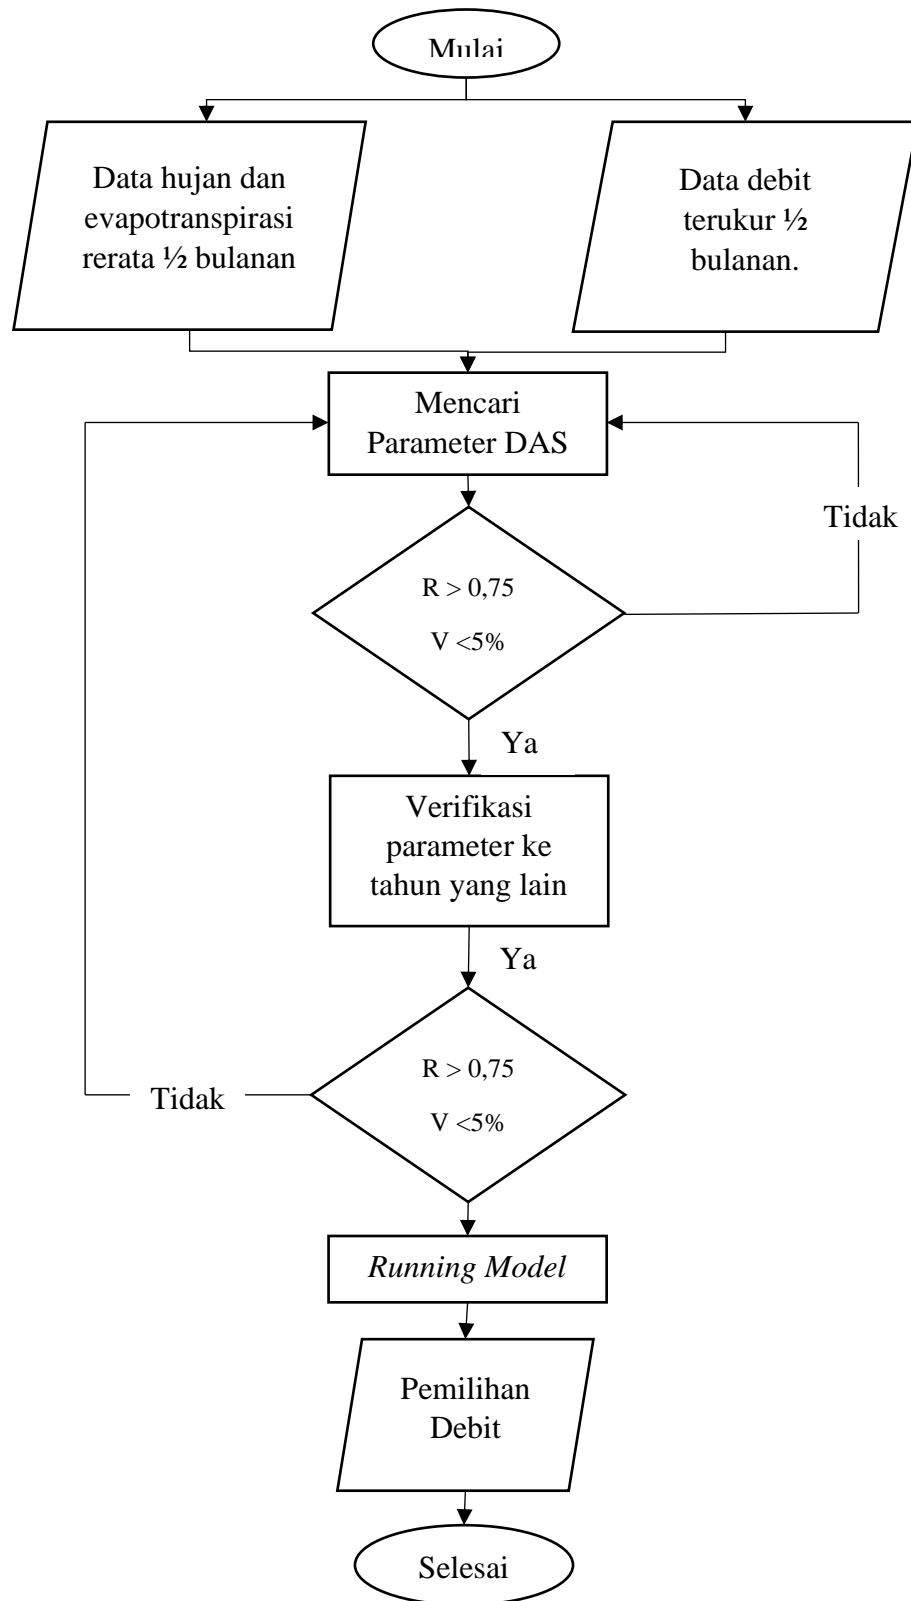 Mulai
Data hujan dan
evapotranspirasi
rerata ½ bulanan
Data debit
terukur ½
bulanan.
Mencari
Parameter DAS
Tidak
R > 0,75
V <5%
Ya
Verifikasi
parameter ke
tahun yang lain
Ya
R > 0,75
V <5%
Tidak
Running Model
Pemilihan
Debit
Selesai